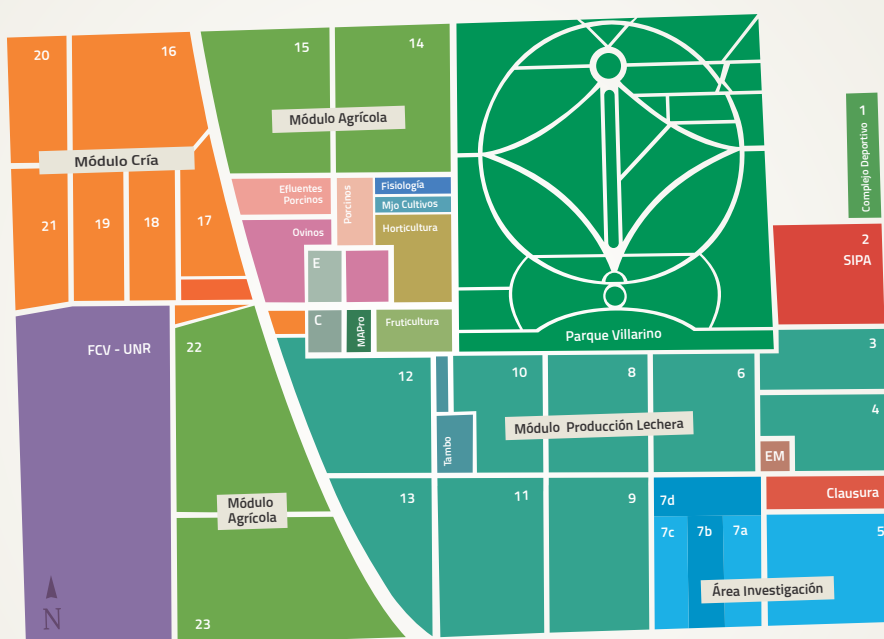 20
16
15
14
Módulo Agrícola
Módulo Cría
21
19
18
17
Efluentes
Porcinos
Porcinos
Fisiología
Mjo Cultivos
Ovinos
Horticultura
E
C
MAPro
Fruticultura
Parque Villarino
1
Complejo Deportivo
2
SIPA
FCV - UNR
22
12
10
8
6
3
4
Módulo Producción Lechera
Tambo
EM
Módulo
Agrícola
13
11
9
7d
7c
7b
7a
Clausura
5
Área Investigación
23
N